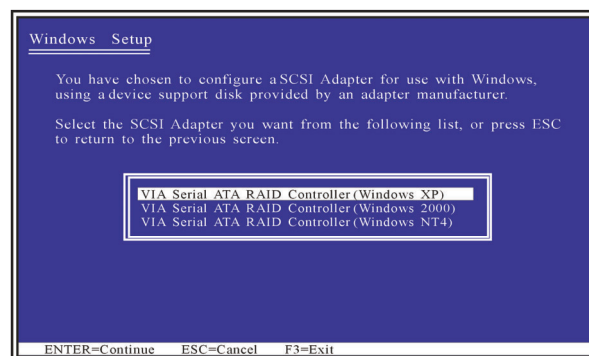 Windows Setup
You have chosen to configure a SCSI Adapter for use with Windows,
using a device support disk provided by an adapter manufacturer.
Select the SCSI Adapter you want from the following list, or press ESC
to return to the previous screen.
VIA Serial ATA RAID Controller(Windows XP)
VIA Serial ATA RAID Controller(Windows 2000)
VIA Serial ATA RAID Controller(Windows NT4)
ENTER=Continue ESC=Cancel F3=Exit